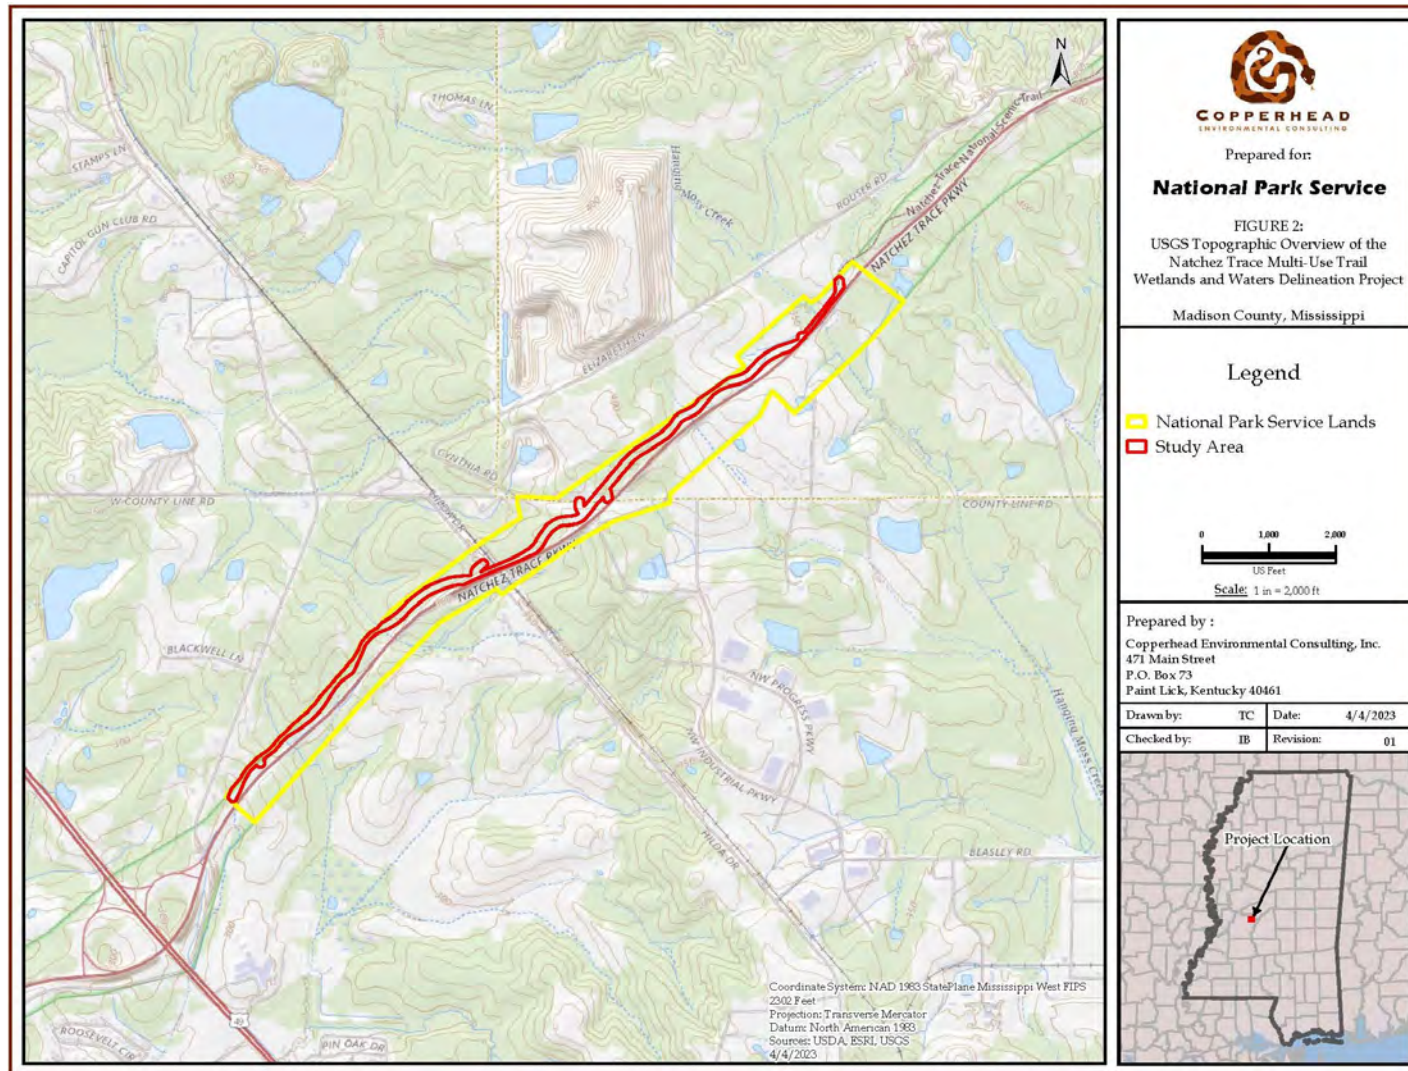 N
THOMAS LN
STAMPS LN
CAPITOL GUN CLUB RD
Hanging Moss Creek
ROUSER RD
Natchez Trace National Scenic Trail
NATCHEZ TRACE PKWY
ELIZABETH LN
CYNTHIA RD
W COUNTY LINE RD
COUNTY LINE RD
NATCHEZ TRACE PKWY
BLACKWELL LN
NW PROGRESS PKWY
NW INDUSTRIAL PKWY
Hanging Moss Creek
HILDA DR
BEASLEY RD
49
ROOSEVELT CIR
PIN OAK DR
Coordinate System: NAD 1983 StatePlane Mississippi West FIPS
2302 Feet
Projection: Transverse Mercator
Datum: North American 1983
Sources: USDA, ESRI, USGS
4/4/2023
COPPERHEAD
ENVIRONMENTAL CONSULTING
Prepared for:
National Park Service
FIGURE 2:
USGS Topographic Overview of the
Natchez Trace Multi-Use Trail
Wetlands and Waters Delineation Project
Madison County, Mississippi
Legend
National Park Service Lands
Study Area
0 1,000 2,000
US Feet
Scale: 1 in = 2,000 ft
Prepared by :
Copperhead Environmental Consulting, Inc.
471 Main Street
P.O. Box 73
Paint Lick, Kentucky 40461
Drawn by: TC Date: 4/4/2023
Checked by: IB Revision: 01
Project Location